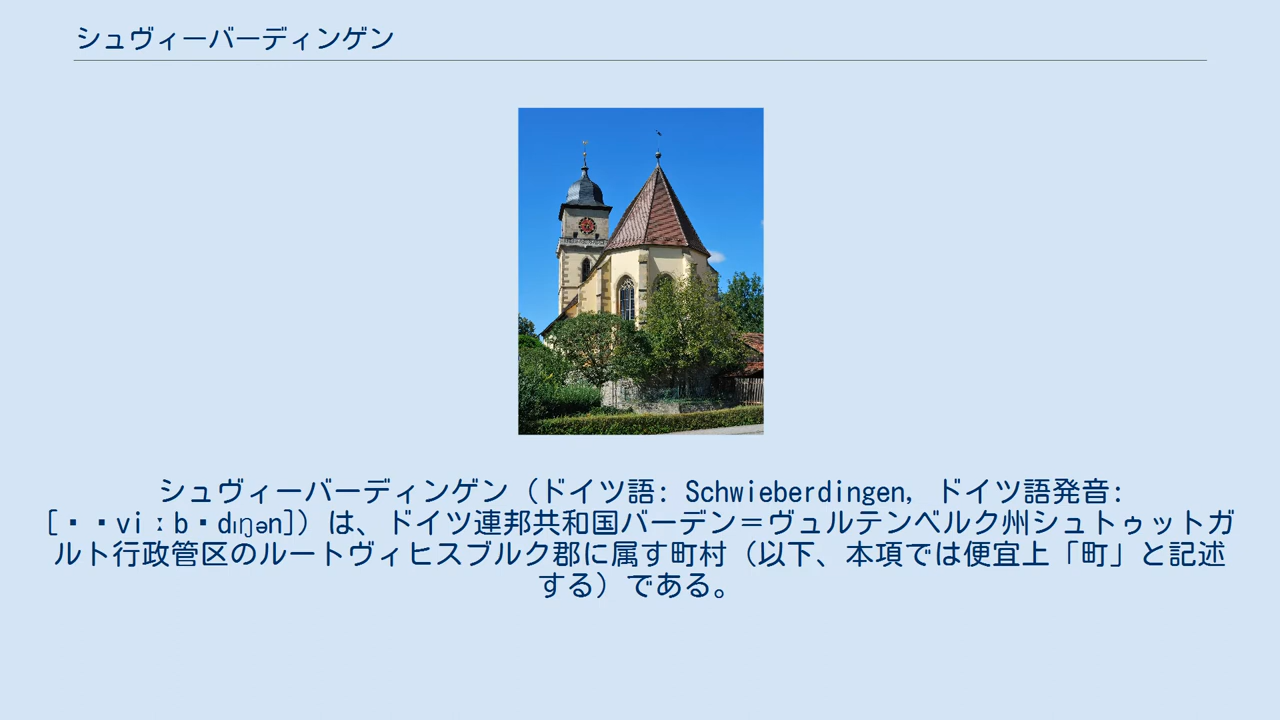 シュヴィーバーディンゲン
シュヴィーバーディンゲン（ドイツ語: Schwieberdingen, ドイツ語発音:
[・・viːb・dɪŋən]）は、ドイツ連邦共和国バーデン＝ヴュルテンベルク州シュトゥットガ
ルト行政管区のルートヴィヒスブルク郡に属す町村（以下、本項では便宜上「町」と記述
する）である。